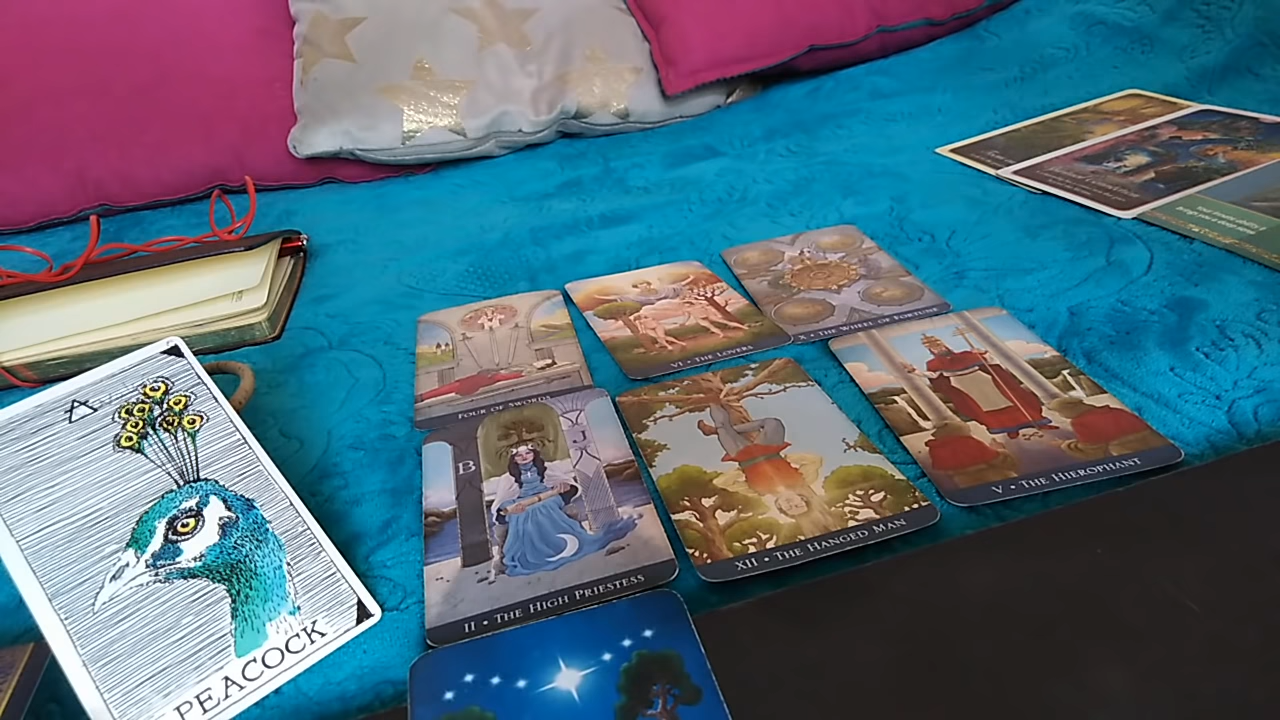 FOUR OF SWORDS
VI • THE LOVERS
X • THE WHEEL OF FORTUNE
B
J
II • THE HIGH PRIESTESS
XII • THE HANGED MAN
V • THE HIEROPHANT
PEACOCK